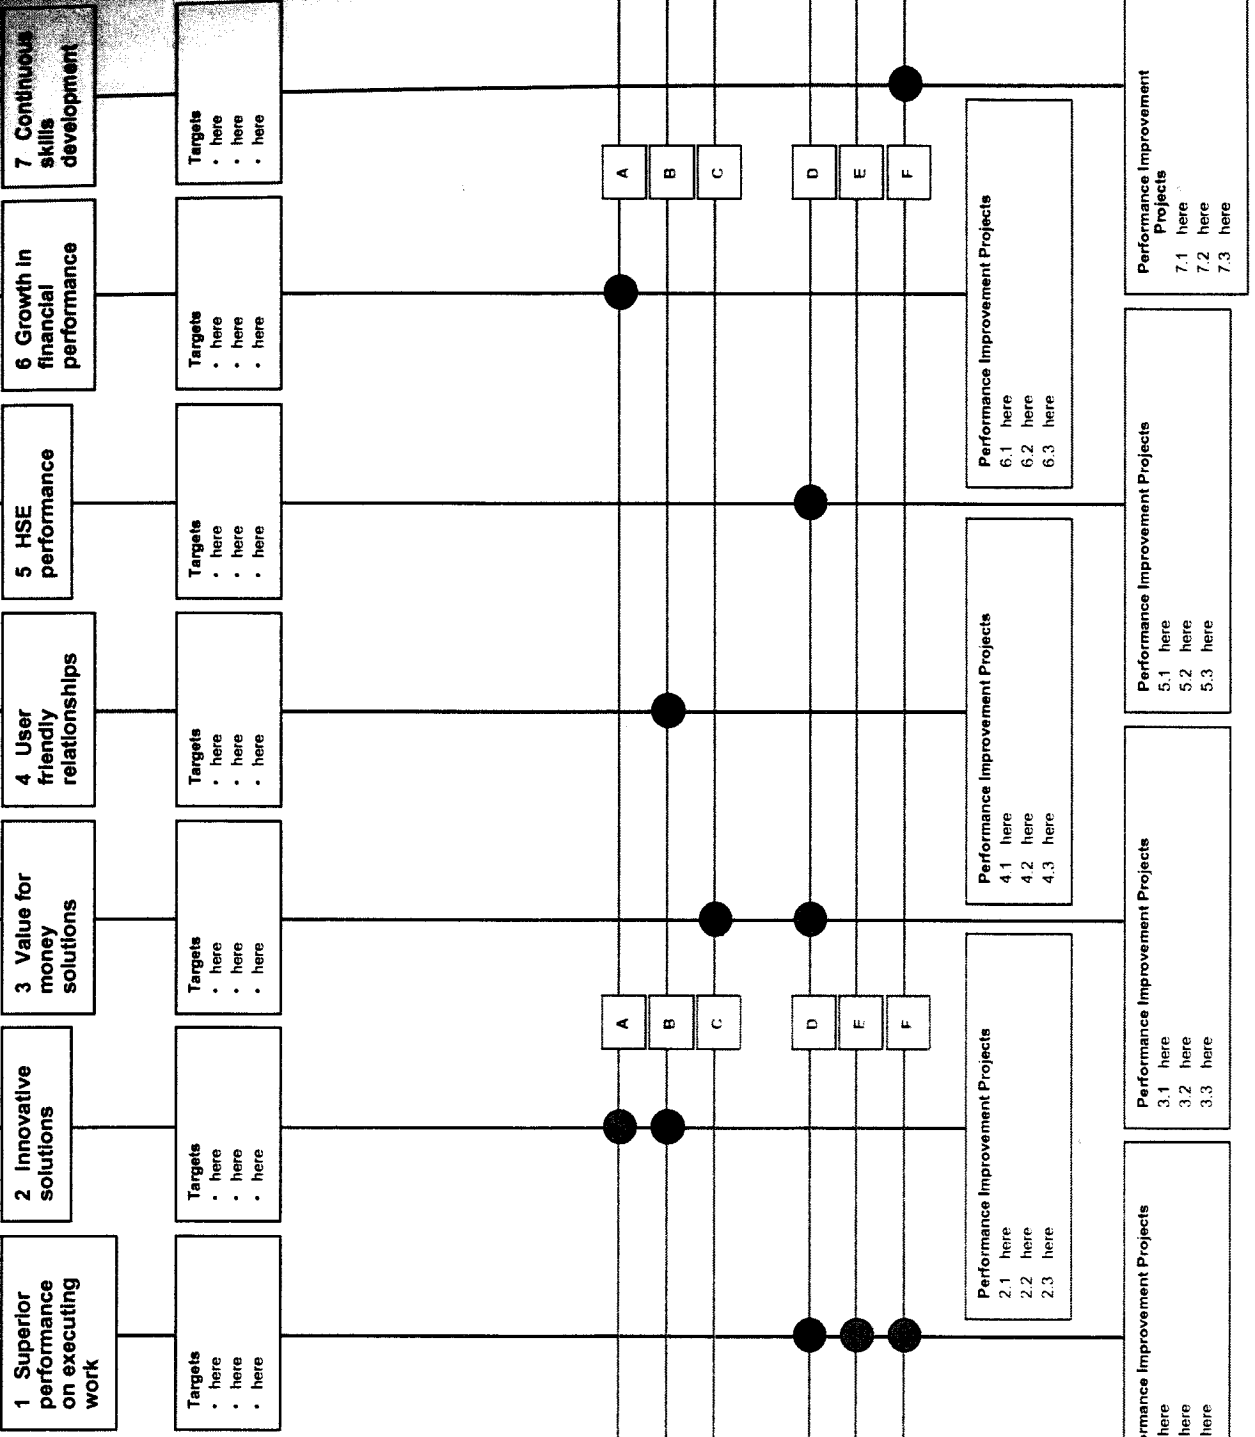 1 Superior
performance
on executing
work
2 Innovative
solutions
3 Value for
money
solutions
4 User
friendly
relationships
5 HSE
performance
6 Growth in
financial
performance
7 Continuous
skills
development
Targets
• here
• here
• here
Targets
• here
• here
• here
Targets
• here
• here
• here
Targets
• here
• here
• here
Targets
• here
• here
• here
Targets
• here
• here
• here
Targets
• here
• here
• here
A
B
C
D
E
F
A
B
C
D
E
F
Performance Improvement Projects
2.1 here
2.2 here
2.3 here
Performance Improvement Projects
4.1 here
4.2 here
4.3 here
Performance Improvement Projects
6.1 here
6.2 here
6.3 here
rmance Improvement Projects
here
here
here
Performance Improvement Projects
3.1 here
3.2 here
3.3 here
Performance Improvement Projects
5.1 here
5.2 here
5.3 here
Performance Improvement
Projects
7.1 here
7.2 here
7.3 here